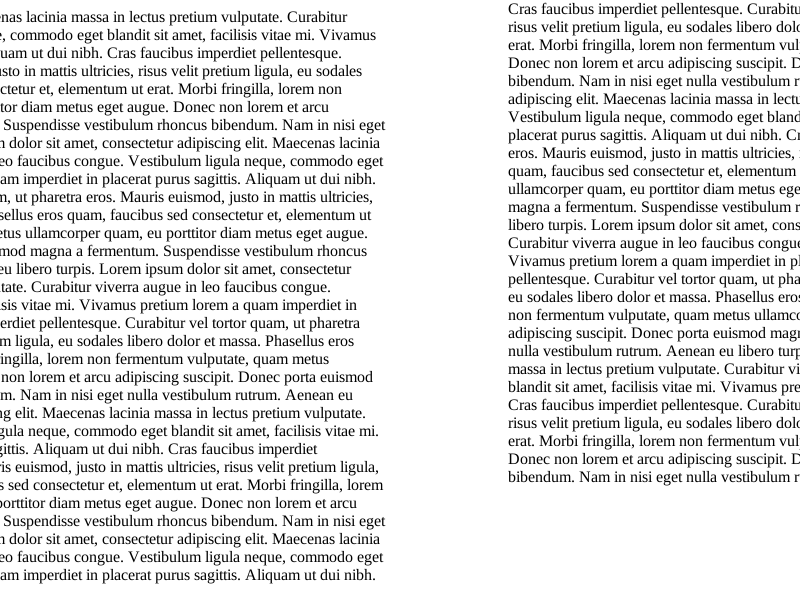 enas lacinia massa in lectus pretium vulputate. Curabitur
e, commodo eget blandit sit amet, facilisis vitae mi. Vivamus
uam ut dui nibh. Cras faucibus imperdiet pellentesque.
usto in mattis ultricies, risus velit pretium ligula, eu sodales
ctetur et, elementum ut erat. Morbi fringilla, lorem non
titor diam metus eget augue. Donec non lorem et arcu
Suspendisse vestibulum rhoncus bibendum. Nam in nisi eget
m dolor sit amet, consectetur adipiscing elit. Maecenas lacinia
eo faucibus congue. Vestibulum ligula neque, commodo eget
am imperdiet in placerat purus sagittis. Aliquam ut dui nibh.
m, ut pharetra eros. Mauris euismod, justo in mattis ultricies,
sellus eros quam, faucibus sed consectetur et, elementum ut
etus ullamcorper quam, eu porttitor diam metus eget augue.
mod magna a fermentum. Suspendisse vestibulum rhoncus
eu libero turpis. Lorem ipsum dolor sit amet, consectetur
tate. Curabitur viverra augue in leo faucibus congue.
sis vitae mi. Vivamus pretium lorem a quam imperdiet in
erdiet pellentesque. Curabitur vel tortor quam, ut pharetra
m ligula, eu sodales libero dolor et massa. Phasellus eros
ringilla, lorem non fermentum vulputate, quam metus
non lorem et arcu adipiscing suscipit. Donec porta euismod
m. Nam in nisi eget nulla vestibulum rutrum. Aenean eu
ng elit. Maecenas lacinia massa in lectus pretium vulputate.
gula neque, commodo eget blandit sit amet, facilisis vitae mi.
gittis. Aliquam ut dui nibh. Cras faucibus imperdiet
ris euismod, justo in mattis ultricies, risus velit pretium ligula,
s sed consectetur et, elementum ut erat. Morbi fringilla, lorem
porttitor diam metus eget augue. Donec non lorem et arcu
Suspendisse vestibulum rhoncus bibendum. Nam in nisi eget
m dolor sit amet, consectetur adipiscing elit. Maecenas lacinia
eo faucibus congue. Vestibulum ligula neque, commodo eget
am imperdiet in placerat purus sagittis. Aliquam ut dui nibh.
Cras faucibus imperdiet pellentesque. Curabitu
risus velit pretium ligula, eu sodales libero dolo
erat. Morbi fringilla, lorem non fermentum vul
Donec non lorem et arcu adipiscing suscipit. D
bibendum. Nam in nisi eget nulla vestibulum r
adipiscing elit. Maecenas lacinia massa in lectu
Vestibulum ligula neque, commodo eget bland
placerat purus sagittis. Aliquam ut dui nibh. Cr
eros. Mauris euismod, justo in mattis ultricies,
quam, faucibus sed consectetur et, elementum
ullamcorper quam, eu porttitor diam metus ege
magna a fermentum. Suspendisse vestibulum r
libero turpis. Lorem ipsum dolor sit amet, cons
Curabitur viverra augue in leo faucibus congue
Vivamus pretium lorem a quam imperdiet in pl
pellentesque. Curabitur vel tortor quam, ut pha
eu sodales libero dolor et massa. Phasellus eros
non fermentum vulputate, quam metus ullamco
adipiscing suscipit. Donec porta euismod magn
nulla vestibulum rutrum. Aenean eu libero turp
massa in lectus pretium vulputate. Curabitur vi
blandit sit amet, facilisis vitae mi. Vivamus pre
Cras faucibus imperdiet pellentesque. Curabitu
risus velit pretium ligula, eu sodales libero dolo
erat. Morbi fringilla, lorem non fermentum vul
Donec non lorem et arcu adipiscing suscipit. D
bibendum. Nam in nisi eget nulla vestibulum r